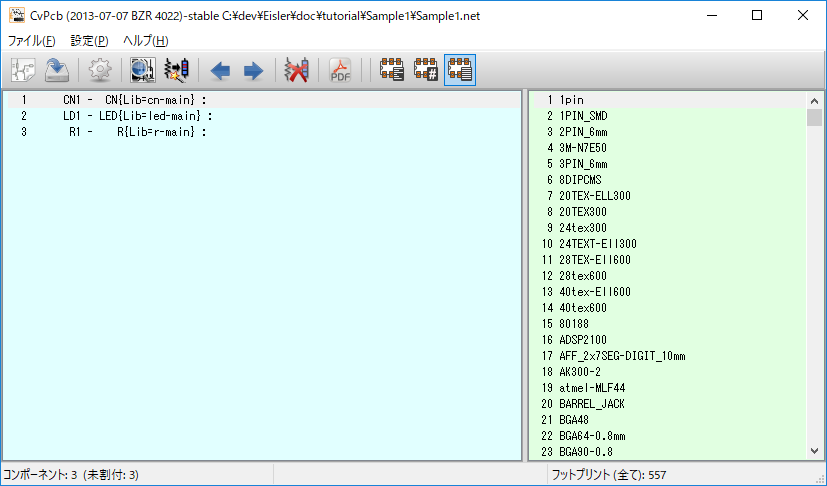 CvPcb (2013-07-07 BZR 4022)-stable C:¥dev¥Eisler¥doc¥tutorial¥Sample1¥Sample1.net
ファイル(F) 設定(P) ヘルプ(H)
PDF
1 CN1 - CN{Lib=cn-main} :
2 LD1 - LED{Lib=led-main} :
3 R1 - R{Lib=r-main} :
1 1pin
2 1PIN_SMD
3 2PIN_6mm
4 3M-N7E50
5 3PIN_6mm
6 8DIPCMS
7 20TEX-ELL300
8 20TEX300
9 24tex300
10 24TEXT-Ell300
11 28TEX-Ell600
12 28tex600
13 40tex-Ell600
14 40tex600
15 80188
16 ADSP2100
17 AFF_2x7SEG-DIGIT_10mm
18 AK300-2
19 atmel-MLF44
20 BARREL_JACK
21 BGA48
22 BGA64-0.8mm
23 BGA90-0.8
コンポーネント: 3 (未割付: 3)
フットプリント (全て): 557